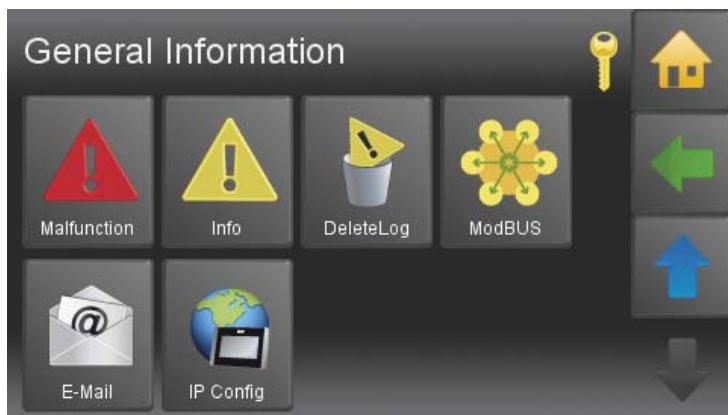 General Information
Malfunction
Info
DeleteLog
ModBUS
@
E-Mail
IP Config